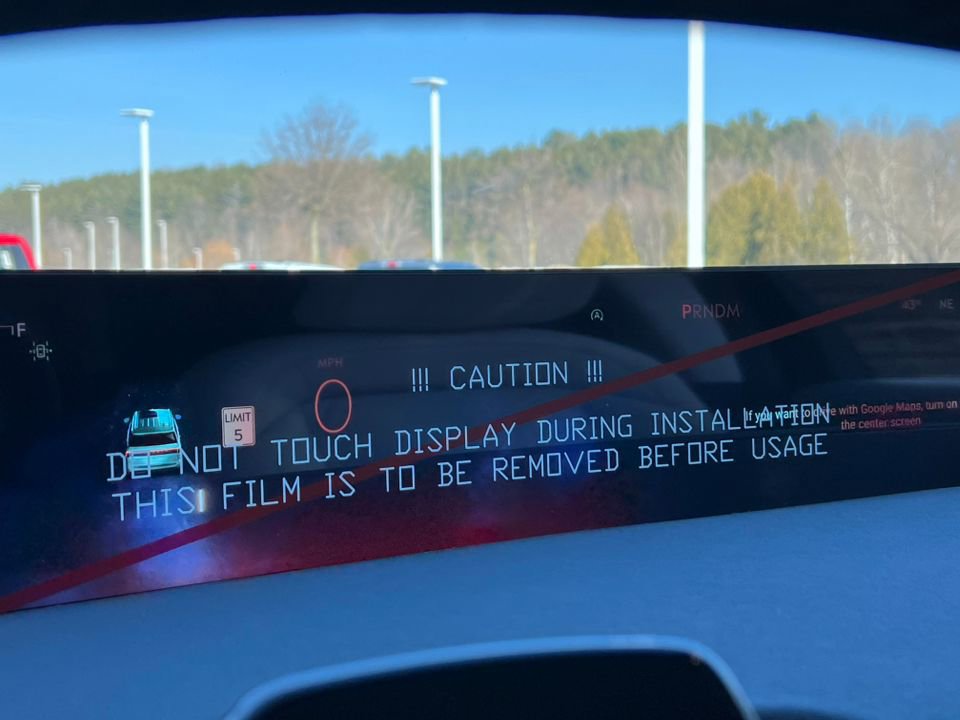 F
PRNDM
43°
NE
MPH
0
!!! CAUTION !!!
LIMIT
5
If you want to drive with Google Maps, turn on
the center screen
DO NOT TOUCH DISPLAY DURING INSTALLATION
THIS FILM IS TO BE REMOVED BEFORE USAGE